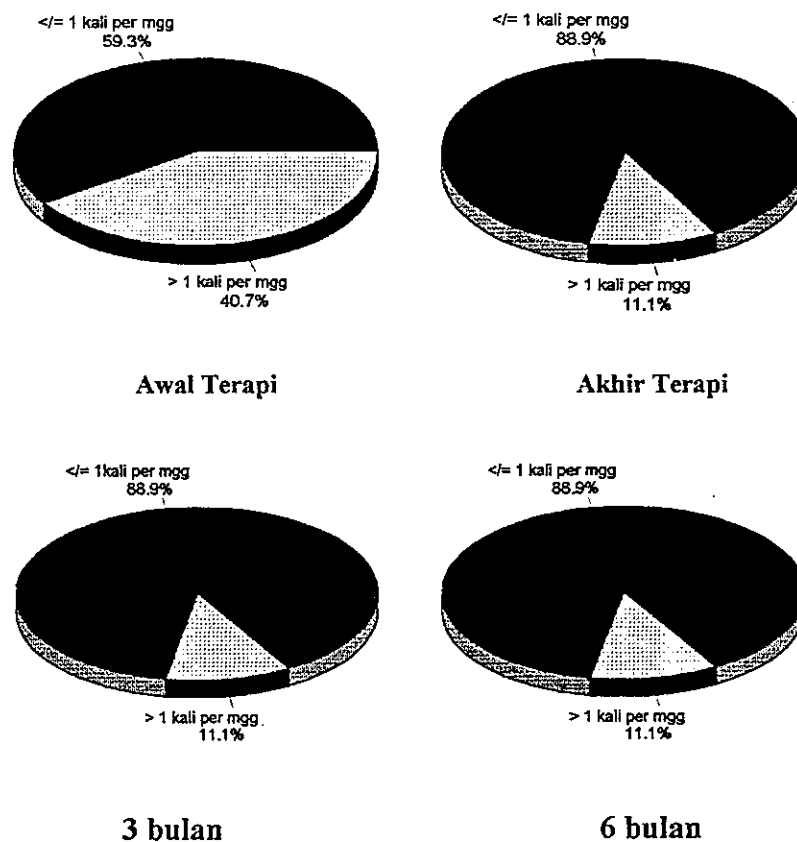 </= 1 kali per mgg
59.3%
> 1 kali per mgg
40.7%
Awal Terapi
</= 1 kali per mgg
88.9%
> 1 kali per mgg
11.1%
Akhir Terapi
</= 1kali per mgg
88.9%
> 1 kali per mgg
11.1%
3 bulan
</= 1 kali per mgg
88.9%
> 1 kali per mgg
11.1%
6 bulan